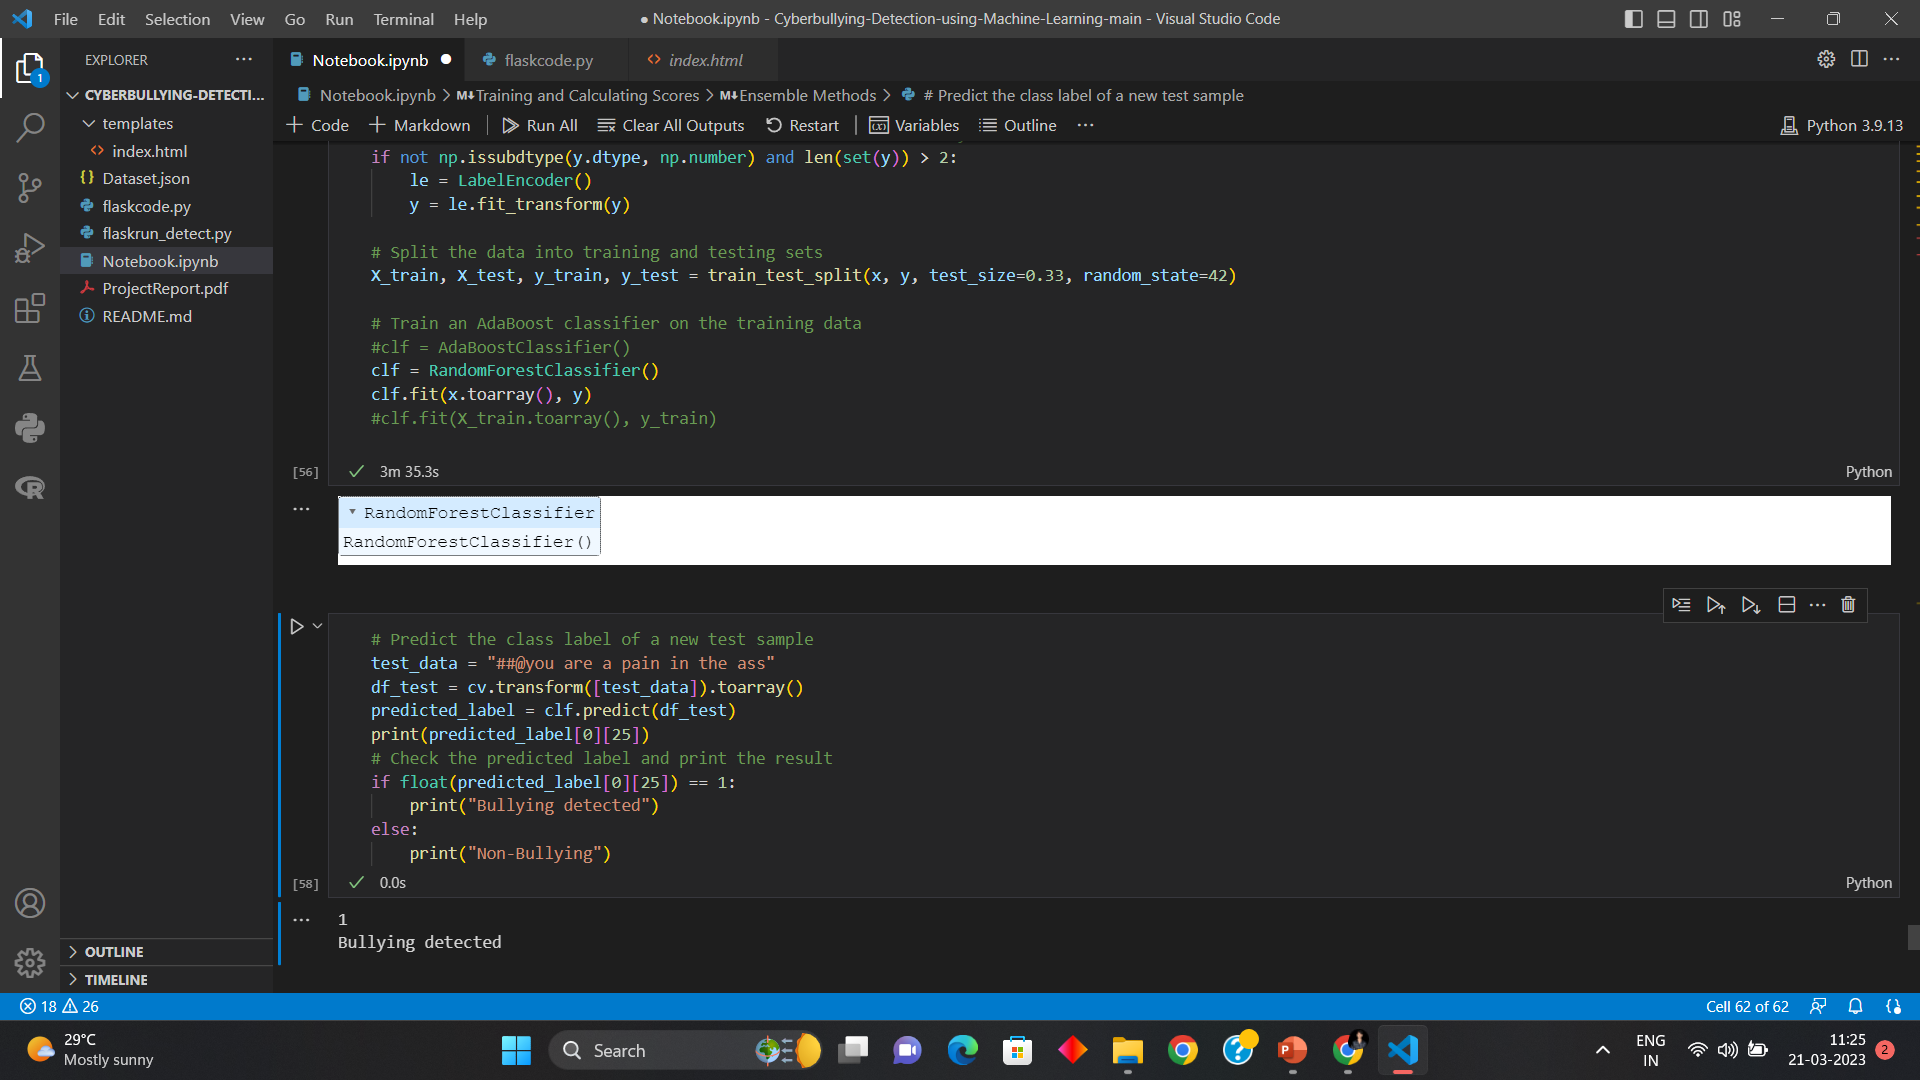 File Edit Selection View Go Run Terminal Help
● Notebook.ipynb - Cyberbullying-Detection-using-Machine-Learning-main - Visual Studio Code
EXPLORER
Notebook.ipynb
flaskcode.py
index.html
CYBERBULLYING-DETECTI...
templates
index.html
Dataset.json
flaskcode.py
flaskrun_detect.py
Notebook.ipynb
ProjectReport.pdf
README.md
OUTLINE
TIMELINE
1
Notebook.ipynb > M↓Training and Calculating Scores > M↓Ensemble Methods > # Predict the class label of a new test sample
+ Code + Markdown Run All Clear All Outputs Restart Variables Outline ... Python 3.9.13
if not np.issubdtype(y.dtype, np.number) and len(set(y)) > 2:
le = LabelEncoder()
y = le.fit_transform(y)
# Split the data into training and testing sets
X_train, X_test, y_train, y_test = train_test_split(x, y, test_size=0.33, random_state=42)
# Train an AdaBoost classifier on the training data
#clf = AdaBoostClassifier()
clf = RandomForestClassifier()
clf.fit(x.toarray(), y)
#clf.fit(X_train.toarray(), y_train)
[56] ✓ 3m 35.3s Python
RandomForestClassifier
RandomForestClassifier()
# Predict the class label of a new test sample
test_data = "##@you are a pain in the ass"
df_test = cv.transform([test_data]).toarray()
predicted_label = clf.predict(df_test)
print(predicted_label[0][25])
# Check the predicted label and print the result
if float(predicted_label[0][25]) == 1:
print("Bullying detected")
else:
print("Non-Bullying")
[58] ✓ 0.0s Python
1
Bullying detected
18 26
Cell 62 of 62
29°C
Mostly sunny
Search
ENG
IN
11:25
21-03-2023
2